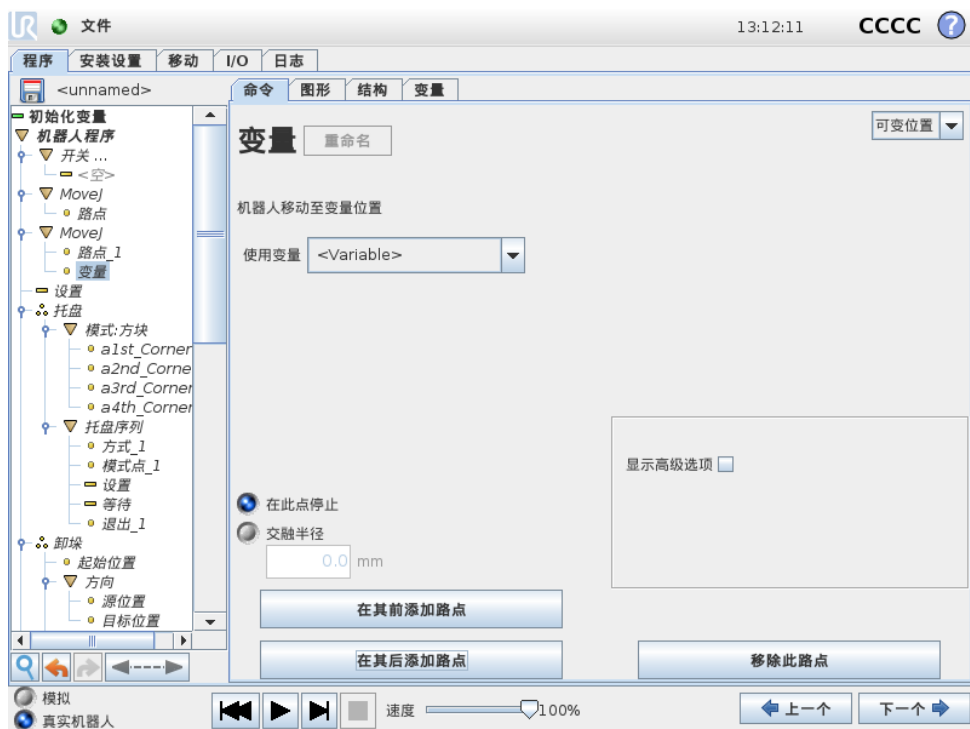 UR 文件 13:12:11 CCCC ?
程序 安装设置 移动 I/O 日志
<unnamed>
命令 图形 结构 变量
初始化变量
机器人程序
开关 ...
<空>
MoveJ
路点
MoveJ
路点_1
变量
设置
托盘
模式:方块
a1st_Corner
a2nd_Corne
a3rd_Corner
a4th_Corner
托盘序列
方式_1
模式点_1
设置
等待
退出_1
卸垛
起始位置
方向
源位置
目标位置
变量 重命名
可变位置
机器人移动至变量位置
使用变量 <Variable>
显示高级选项
在此点停止
交融半径
0.0 mm
在其前添加路点
在其后添加路点
移除此路点
模拟
真实机器人
速度 100%
上一个 下一个